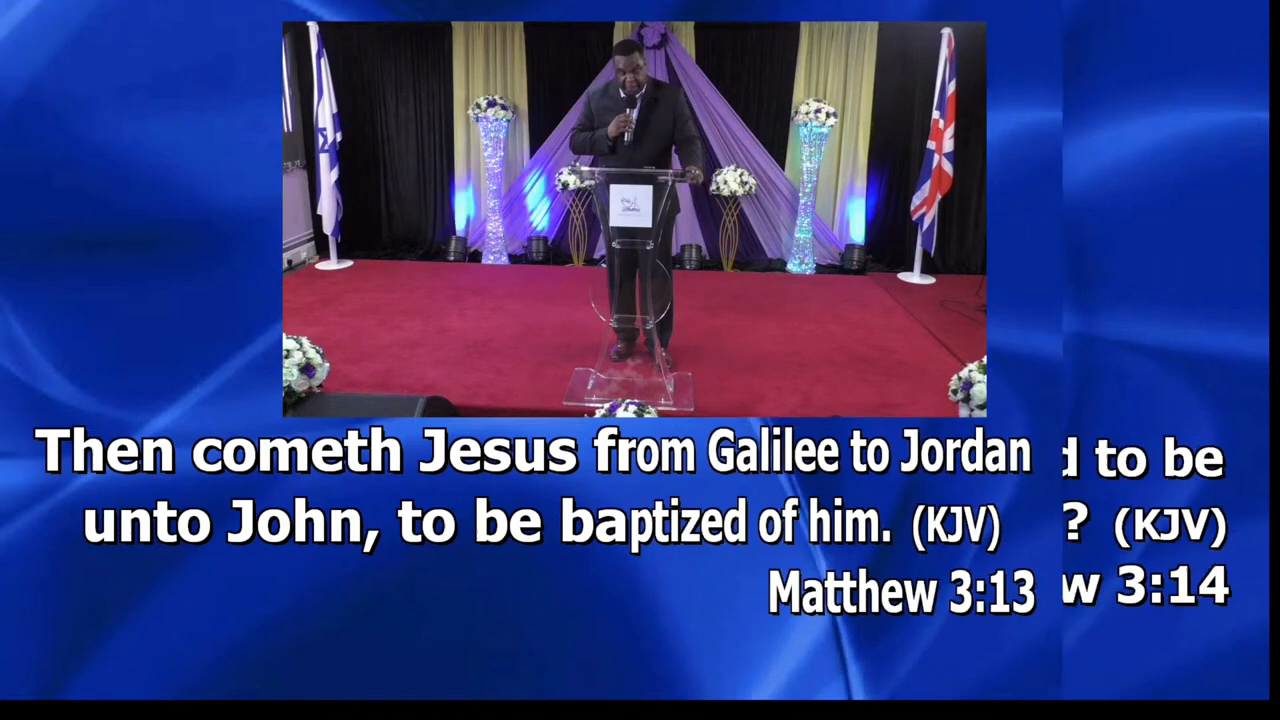 Then cometh Jesus from Galilee to Jordan
d to be
unto John, to be baptized of him. (KJV)
? (KJV)
Matthew 3:13
w 3:14